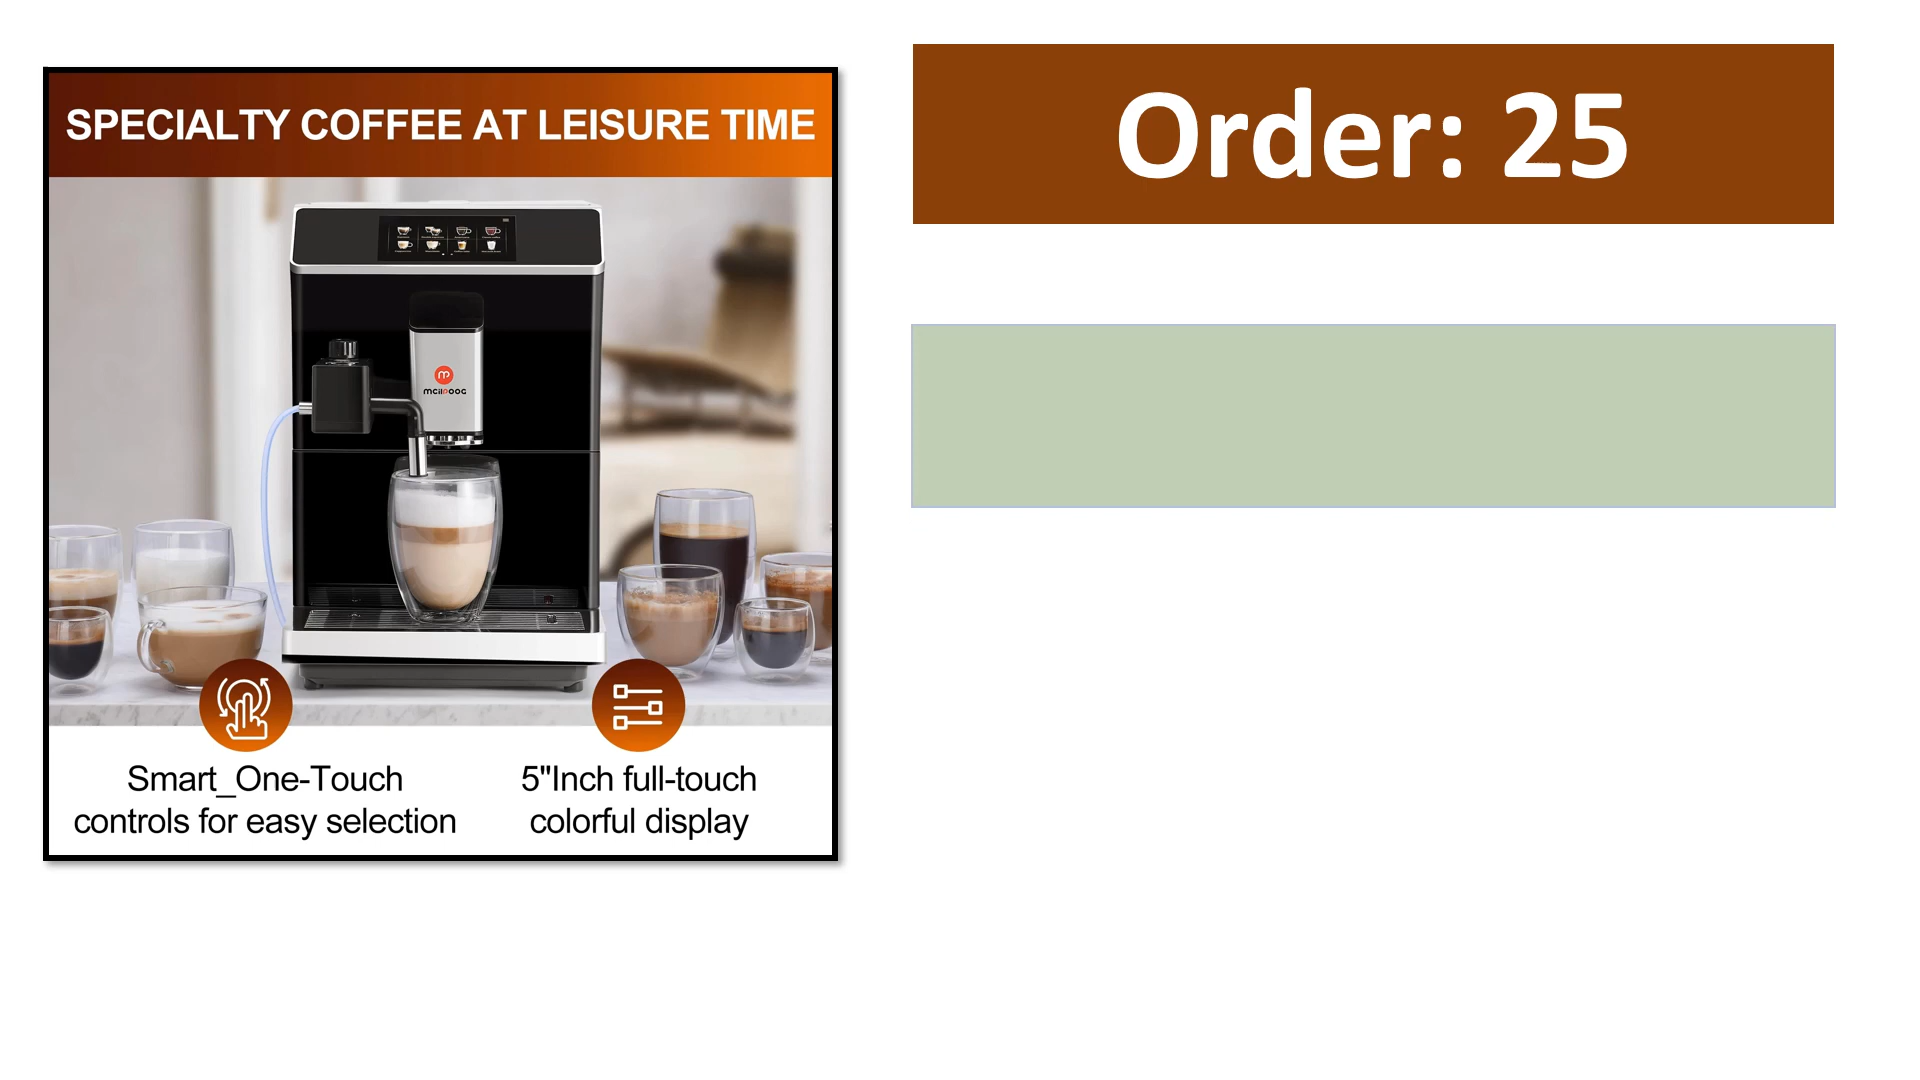 SPECIALTY COFFEE AT LEISURE TIME
Order: 25
mcilpoog
Smart_One-Touch
controls for easy selection
5"Inch full-touch
colorful display